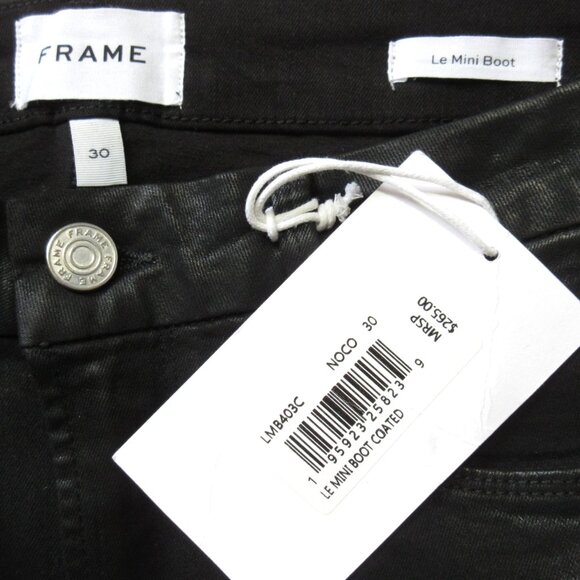 FRAME
Le Mini Boot
30
FRAME FRAME FRAME
MRSP
$265.00
LMB403C NOCO 30
1 95923 25823 9
LE MINI BOOT COATED